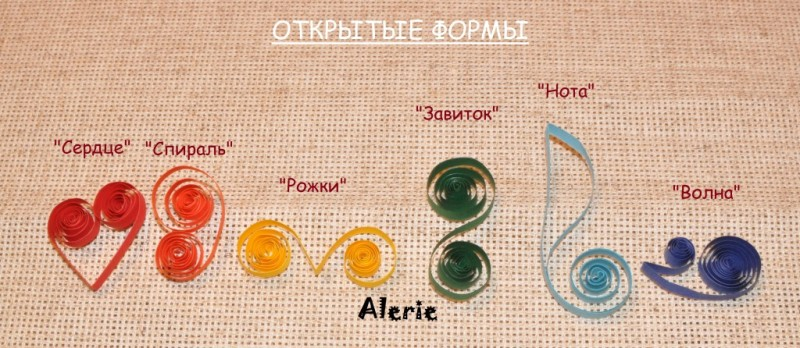 ОТКРЫТЫЕ ФОРМЫ
"Сердце"
"Спираль"
"Рожки"
"Завиток"
"Нота"
"Волна"
Alerie